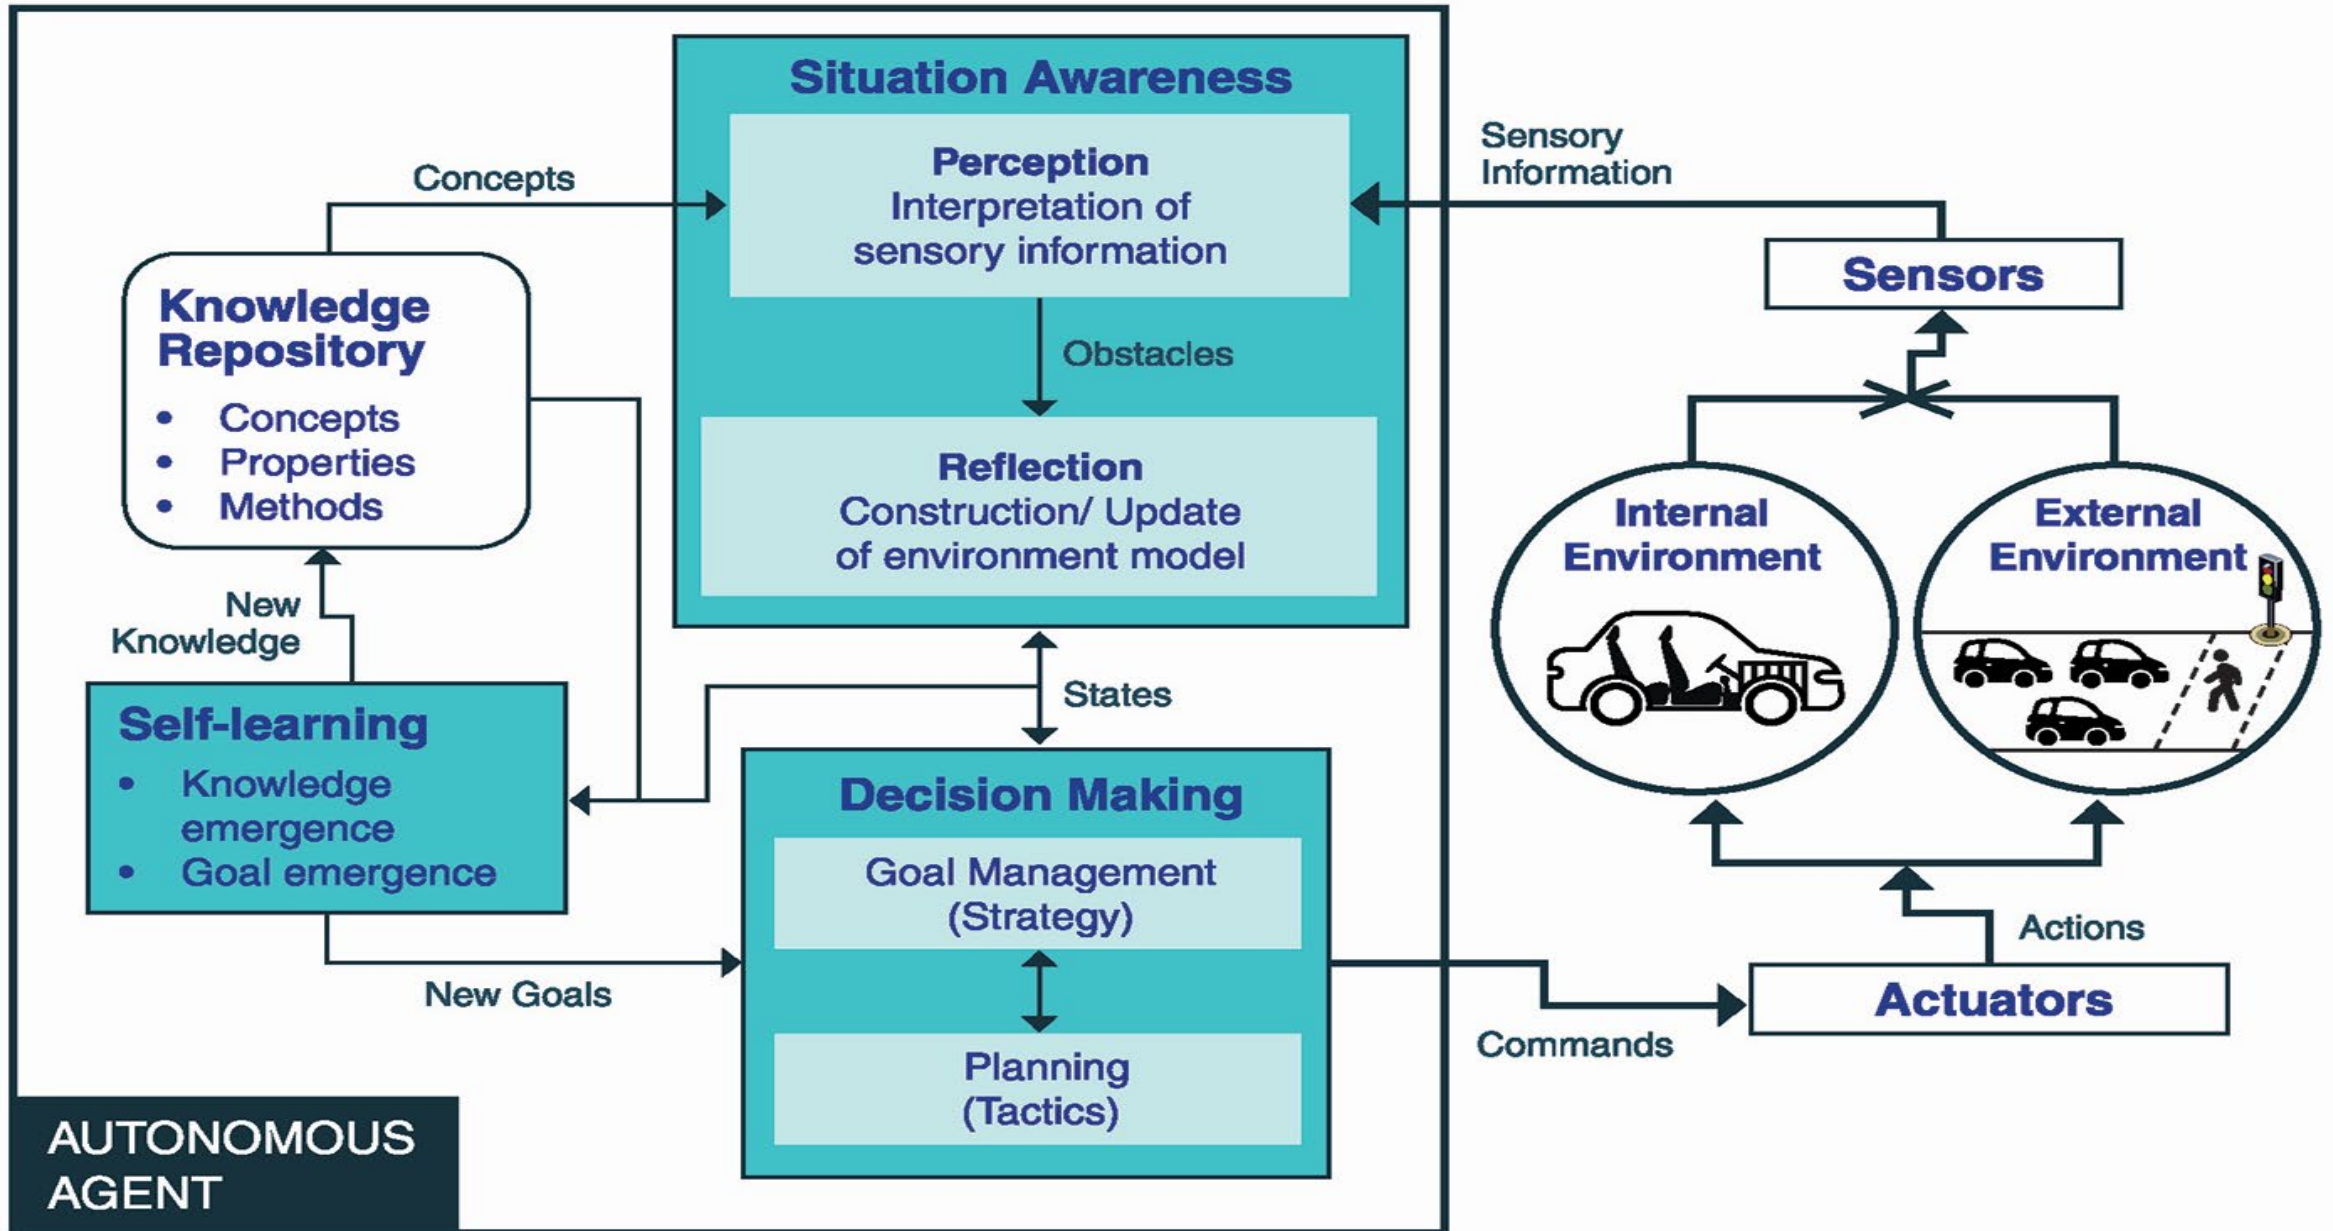 Situation Awareness
Perception
Interpretation of
sensory information
Obstacles
Reflection
Construction/ Update
of environment model
Concepts
Knowledge
Repository
• Concepts
• Properties
• Methods
New
Knowledge
Self-learning
• Knowledge
emergence
• Goal emergence
New Goals
States
Decision Making
Goal Management
(Strategy)
Planning
(Tactics)
AUTONOMOUS
AGENT
Sensory
Information
Sensors
Internal
Environment
External
Environment
Actions
Actuators
Commands